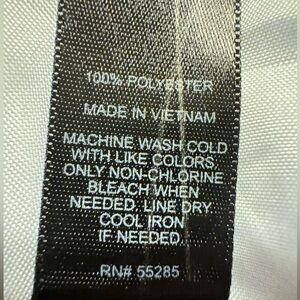 100% POLYESTER
MADE IN VIETNAM
MACHINE WASH COLD
WITH LIKE COLORS
ONLY NON-CHLORINE
BLEACH WHEN
NEEDED. LINE DRY
COOL IRON
IF NEEDED.
RN# 55285